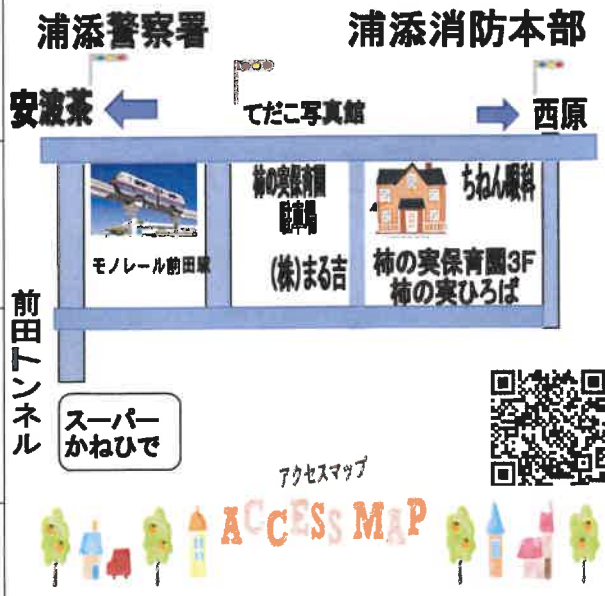 浦添警察署
浦添消防本部
安波茶
てだこ写真館
西原
柿の実保育園
駐車場
ちねん眼科
モノレール前田駅
(株)まる吉
柿の実保育園3F
柿の実ひろば
前田トンネル
スーパー
かねひで
アクセスマップ
ACCESS MAP